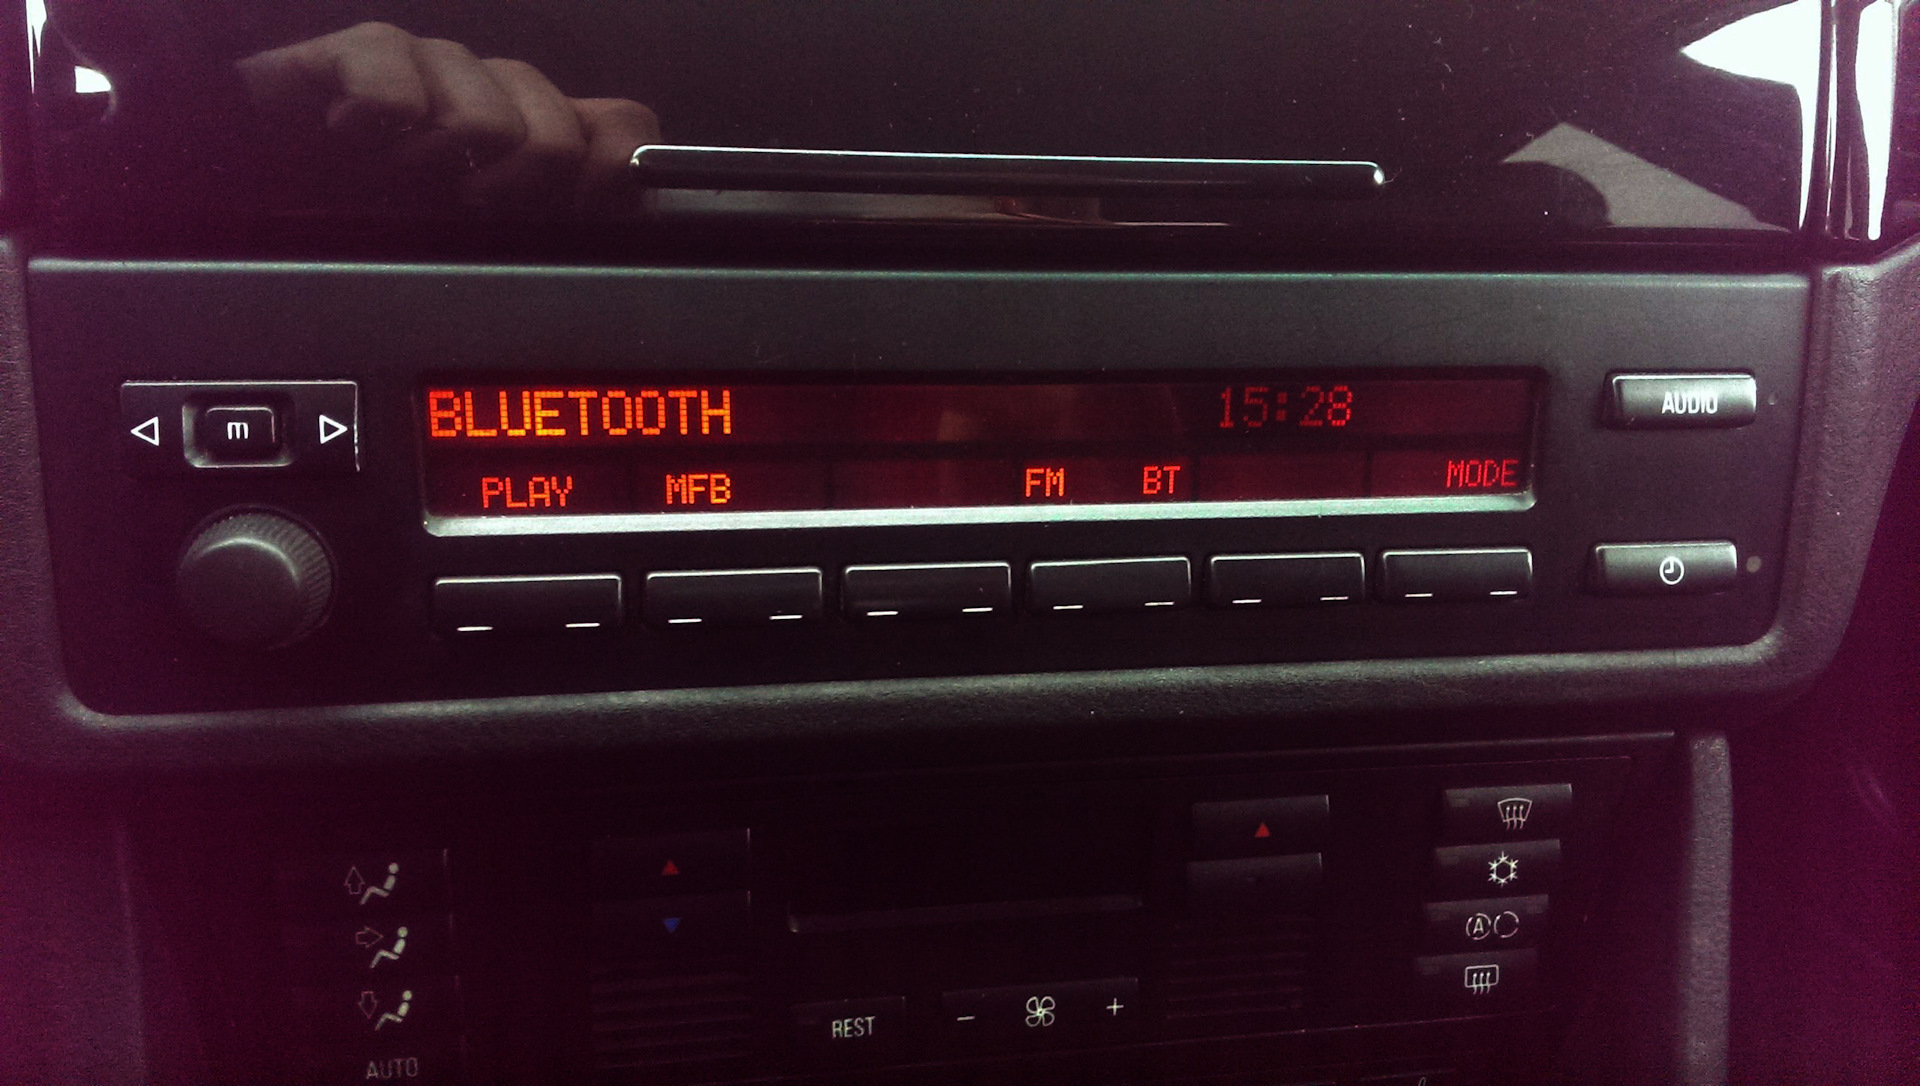 BLUETOOTH 15:28
AUDIO
m
PLAY MFB FM BT MODE
A
REST - +
AUTO